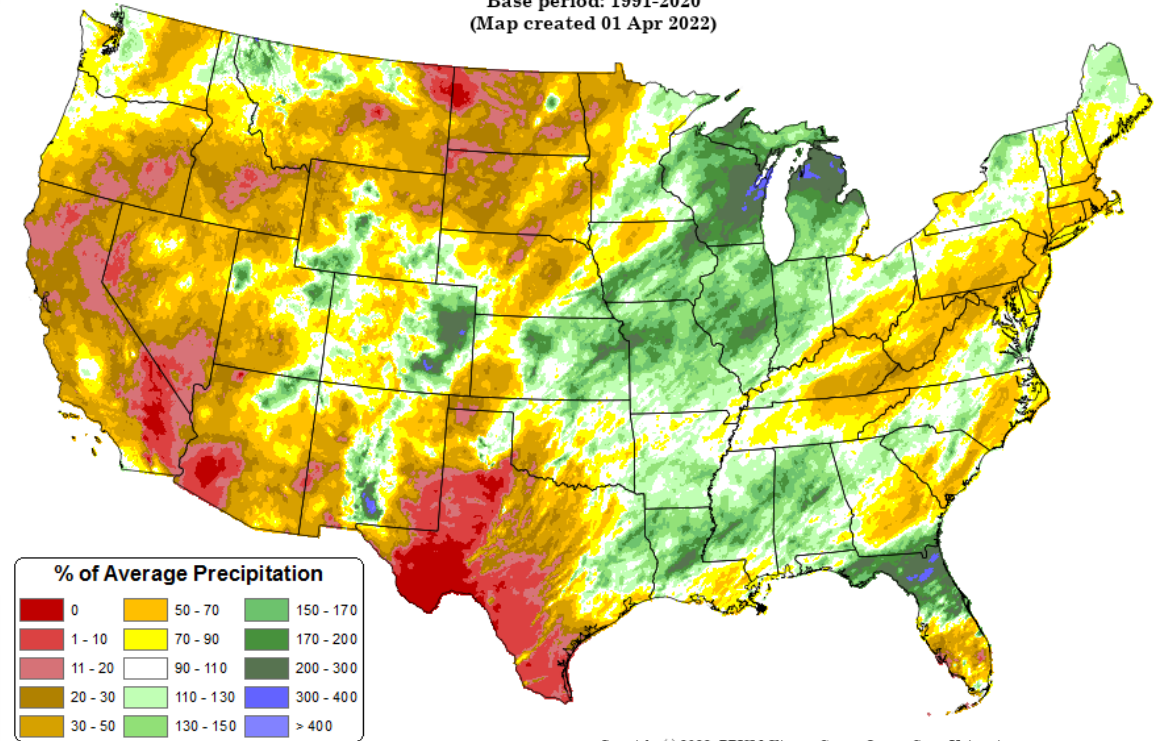 Base period: 1991-2020
(Map created 01 Apr 2022)
% of Average Precipitation
0
50 - 70
150 - 170
1 - 10
70 - 90
170 - 200
11 - 20
90 - 110
200 - 300
20 - 30
110 - 130
300 - 400
30 - 50
130 - 150
> 400